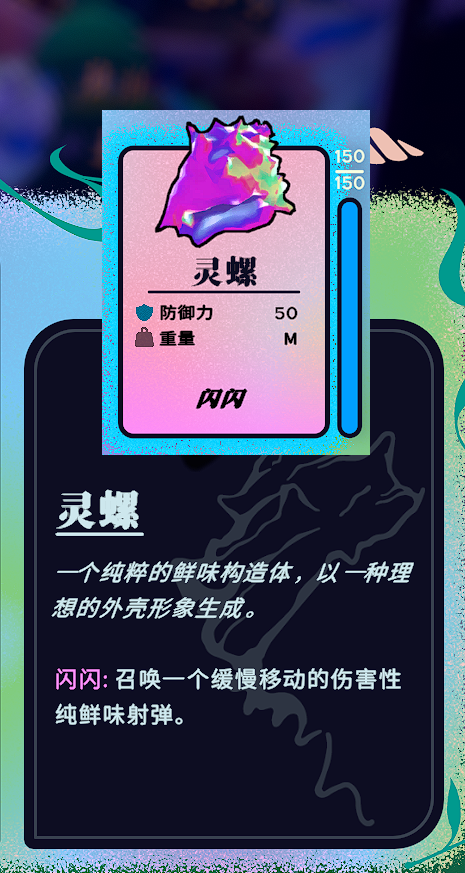 150
150
灵螺
防御力 50
重量 M
闪闪
灵螺
一个纯粹的鲜味构造体，以一种理
想的外壳形象生成。
闪闪: 召唤一个缓慢移动的伤害性
纯鲜味射弹。